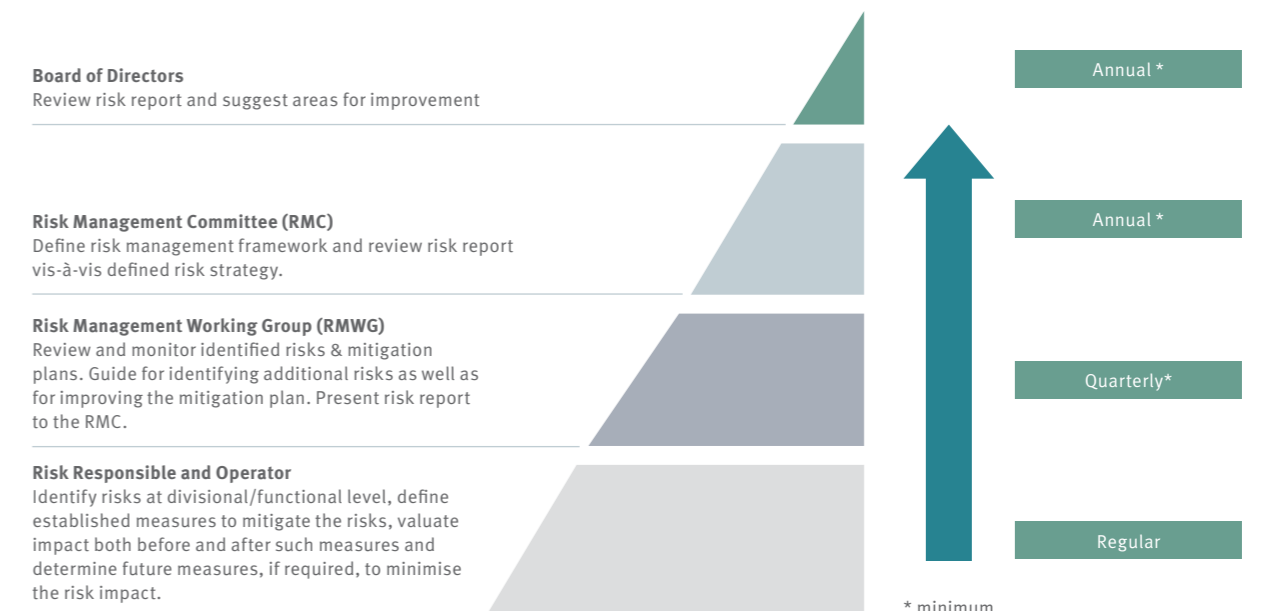 Board of Directors
Review risk report and suggest areas for improvement
Annual *
Risk Management Committee (RMC)
Define risk management framework and review risk report
vis-à-vis defined risk strategy.
Annual *
Risk Management Working Group (RMWG)
Review and monitor identified risks & mitigation
plans. Guide for identifying additional risks as well as
for improving the mitigation plan. Present risk report
to the RMC.
Quarterly*
Risk Responsible and Operator
Identify risks at divisional/functional level, define
established measures to mitigate the risks, valuate
impact both before and after such measures and
determine future measures, if required, to minimise
the risk impact.
Regular
* minimum